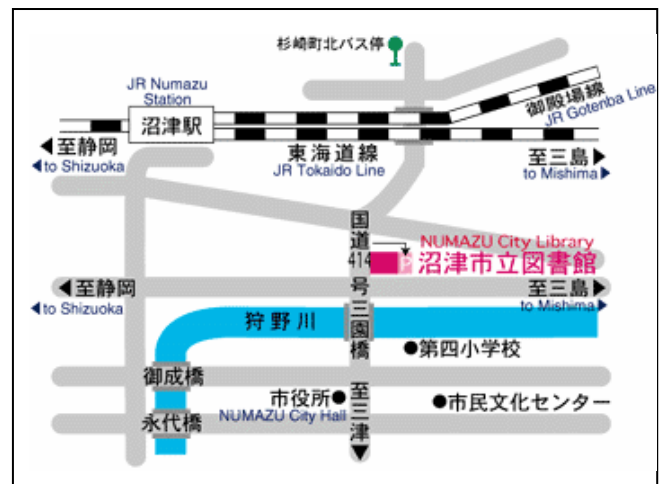 杉崎町北バス停
JR Numazu
Station
沼津駅
御殿場線
JR Gotenba Line
◀至静岡
◀to Shizuoka
東海道線
JR Tokaido Line
至三島▶
to Mishima▶
国道414号
NUMAZU City Library
P
沼津市立図書館
◀至静岡
◀to Shizuoka
至三島▶
to Mishima▶
狩野川
三園橋
●第四小学校
御成橋
市役所●
NUMAZU City Hall
至三津▼
●市民文化センター
永代橋